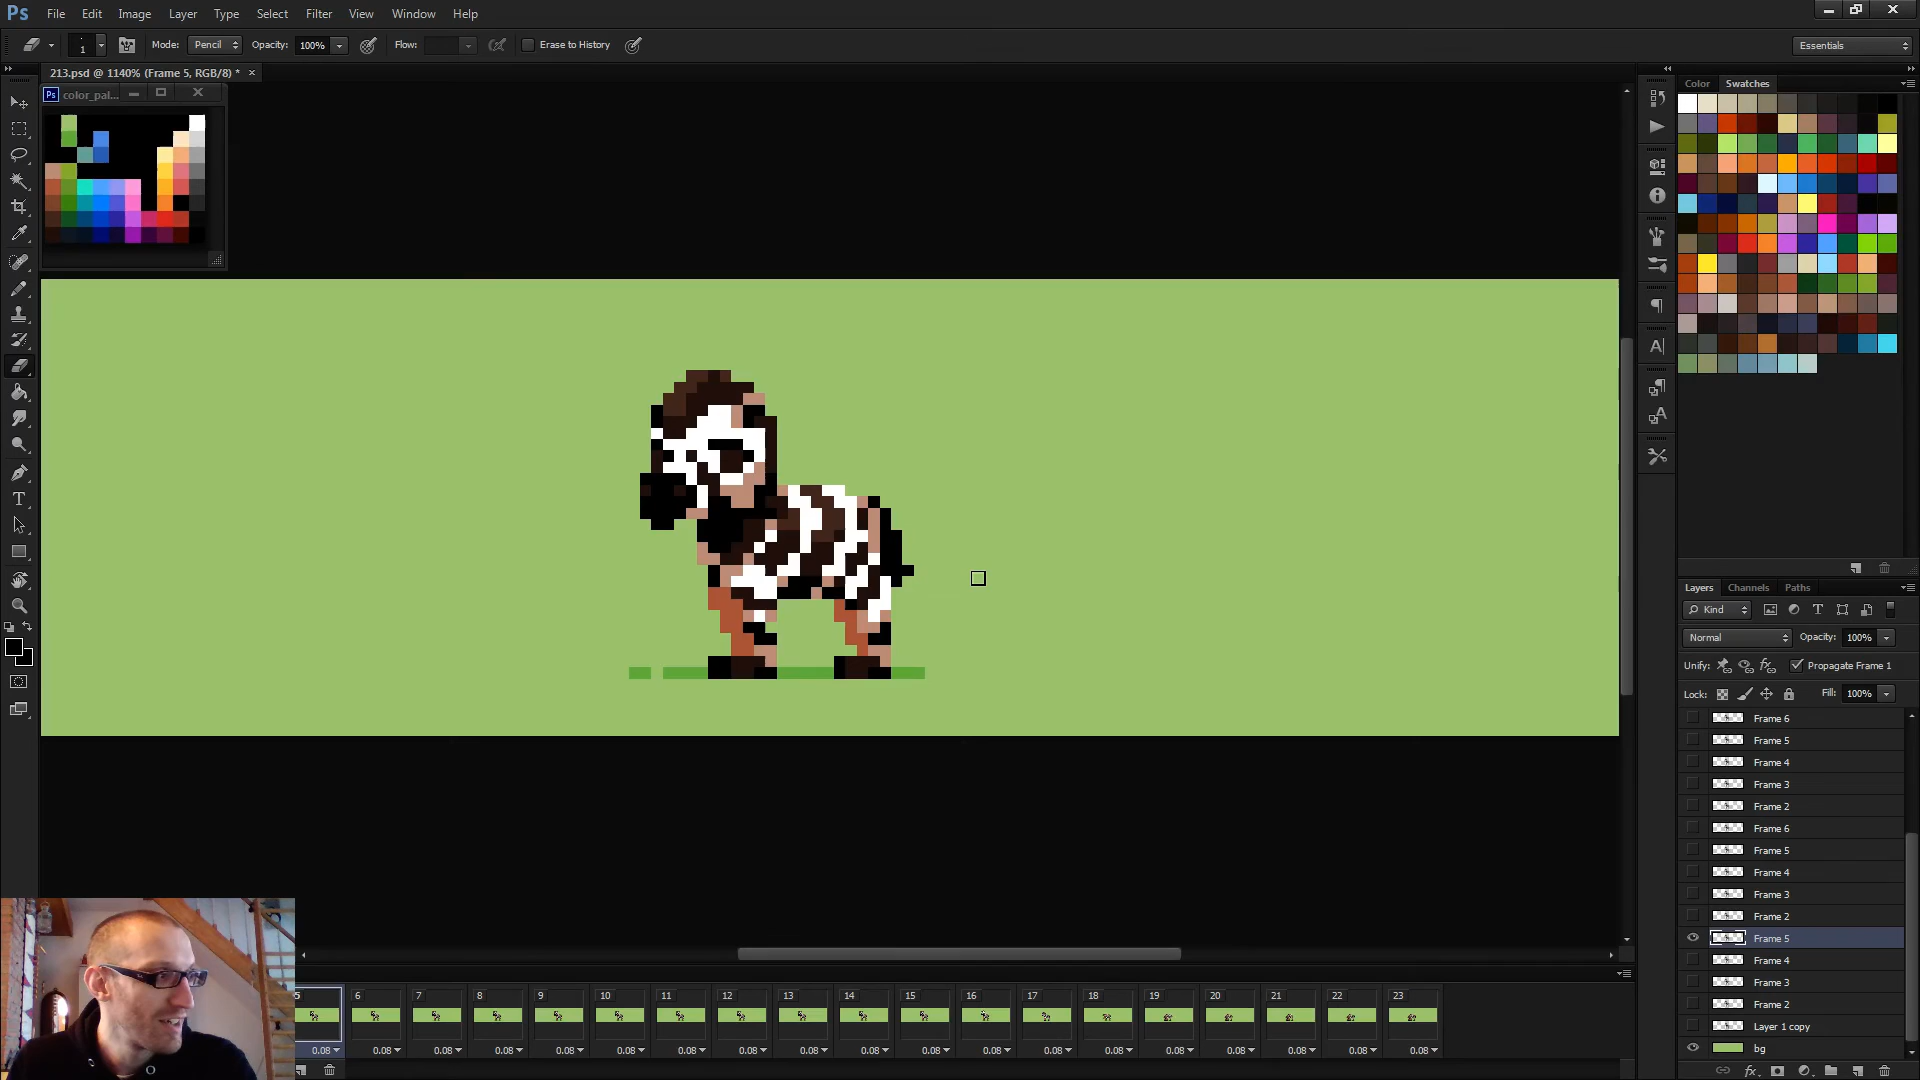 Ps File Edit Image Layer Type Select Filter Analysis View Window Help
1 Mode: Pencil Opacity: 100% Flow: Erase to History Essentials
213.psd @ 1140% (Frame 5, RGB/8) * ×
Ps color_pal...
Color Swatches
Layers Channels Paths
Kind
Normal Opacity: 100%
Unify: Propagate Frame 1
Lock: Fill: 100%
Frame 6
Frame 5
Frame 4
Frame 3
Frame 2
Frame 6
Frame 5
Frame 4
Frame 3
Frame 2
Frame 5
Frame 4
Frame 3
Frame 2
Layer 1 copy
bg
5 6 7 8 9 10 11 12 13 14 15 16 17 18 19 20 21 22 23
0.08 0.08 0.08 0.08 0.08 0.08 0.08 0.08 0.08 0.08 0.08 0.08 0.08 0.08 0.08 0.08 0.08 0.08 0.08